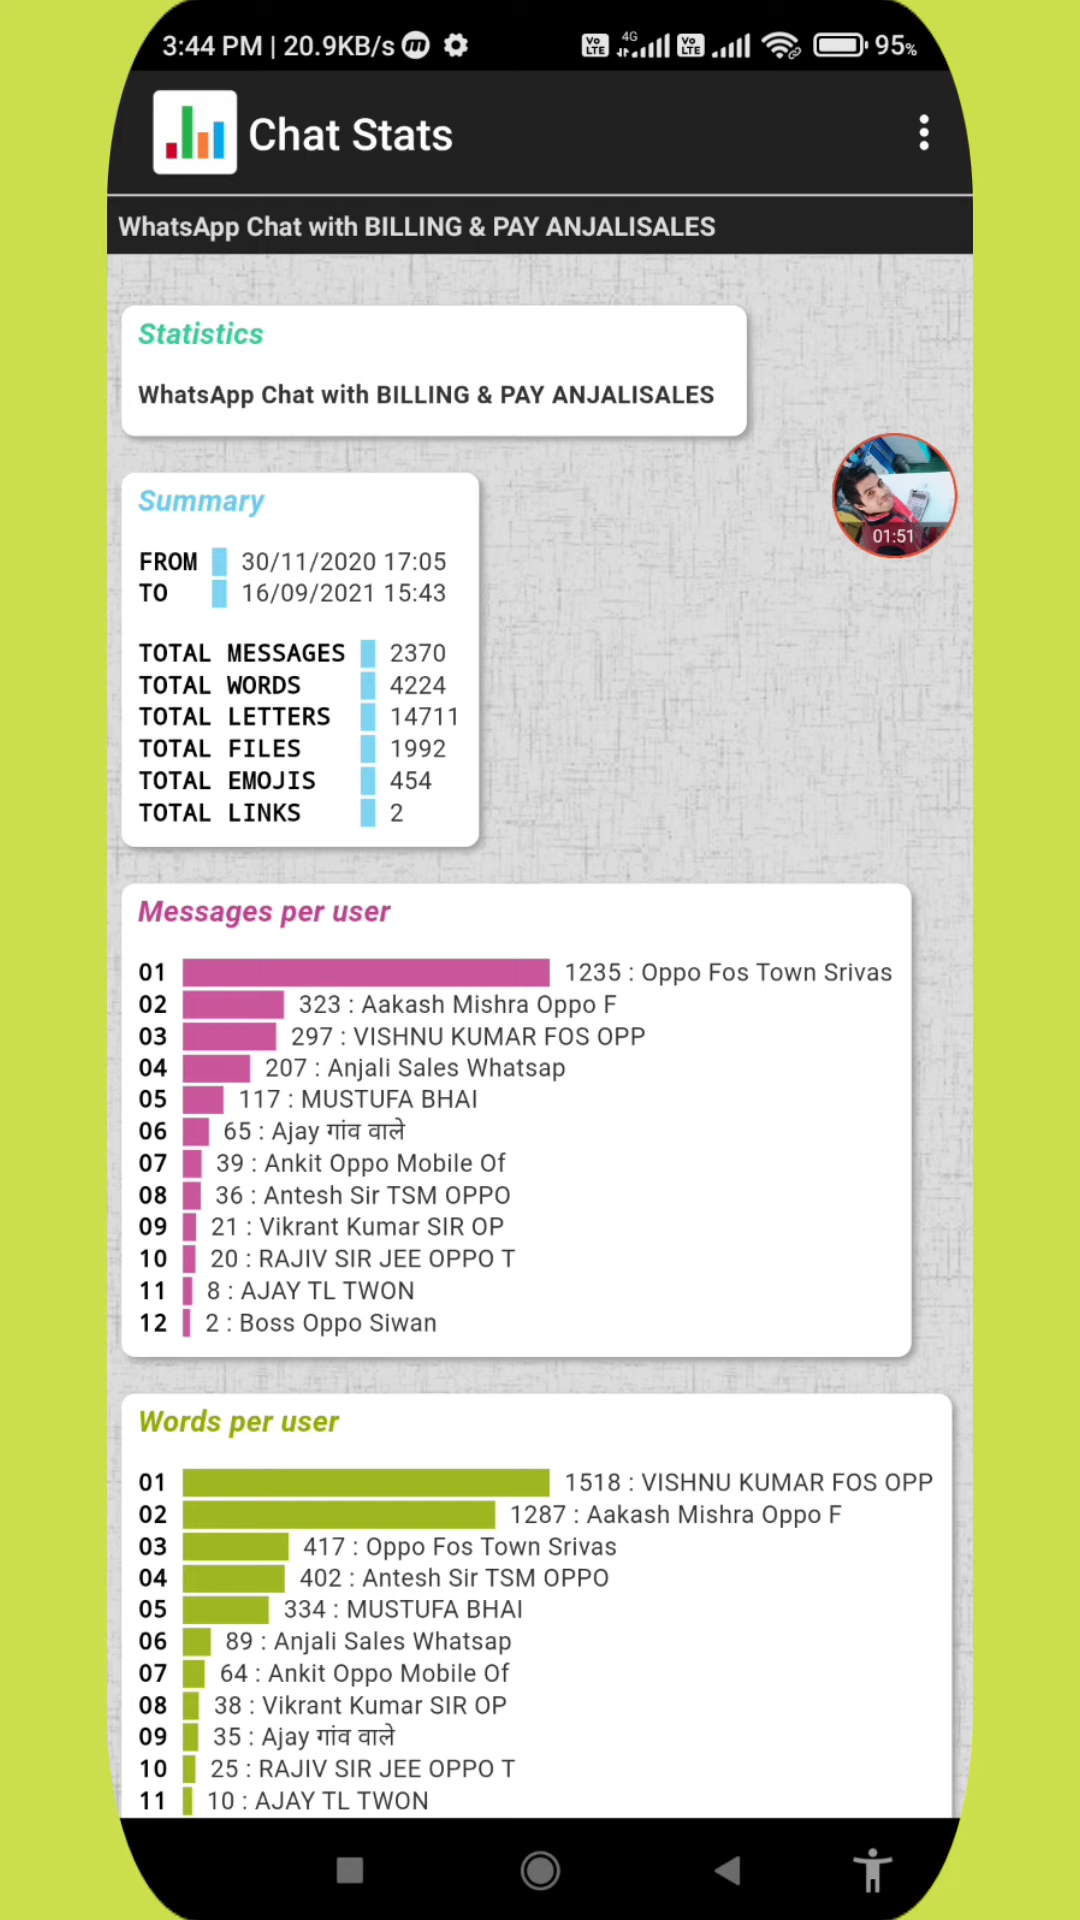 3:44 PM | 20.9KB/s
Vo LTE 4G Vo LTE 95%
Chat Stats
WhatsApp Chat with BILLING & PAY ANJALISALES
Statistics
WhatsApp Chat with BILLING & PAY ANJALISALES
01:51
Summary
FROM 30/11/2020 17:05
TO 16/09/2021 15:43
TOTAL MESSAGES 2370
TOTAL WORDS 4224
TOTAL LETTERS 14711
TOTAL FILES 1992
TOTAL EMOJIS 454
TOTAL LINKS 2
Messages per user
01 1235 : Oppo Fos Town Srivas
02 323 : Aakash Mishra Oppo F
03 297 : VISHNU KUMAR FOS OPP
04 207 : Anjali Sales Whatsap
05 117 : MUSTUFA BHAI
06 65 : Ajay गांव वाले
07 39 : Ankit Oppo Mobile Of
08 36 : Antesh Sir TSM OPPO
09 21 : Vikrant Kumar SIR OP
10 20 : RAJIV SIR JEE OPPO T
11 8 : AJAY TL TWON
12 2 : Boss Oppo Siwan
Words per user
01 1518 : VISHNU KUMAR FOS OPP
02 1287 : Aakash Mishra Oppo F
03 417 : Oppo Fos Town Srivas
04 402 : Antesh Sir TSM OPPO
05 334 : MUSTUFA BHAI
06 89 : Anjali Sales Whatsap
07 64 : Ankit Oppo Mobile Of
08 38 : Vikrant Kumar SIR OP
09 35 : Ajay गांव वाले
10 25 : RAJIV SIR JEE OPPO T
11 10 : AJAY TL TWON